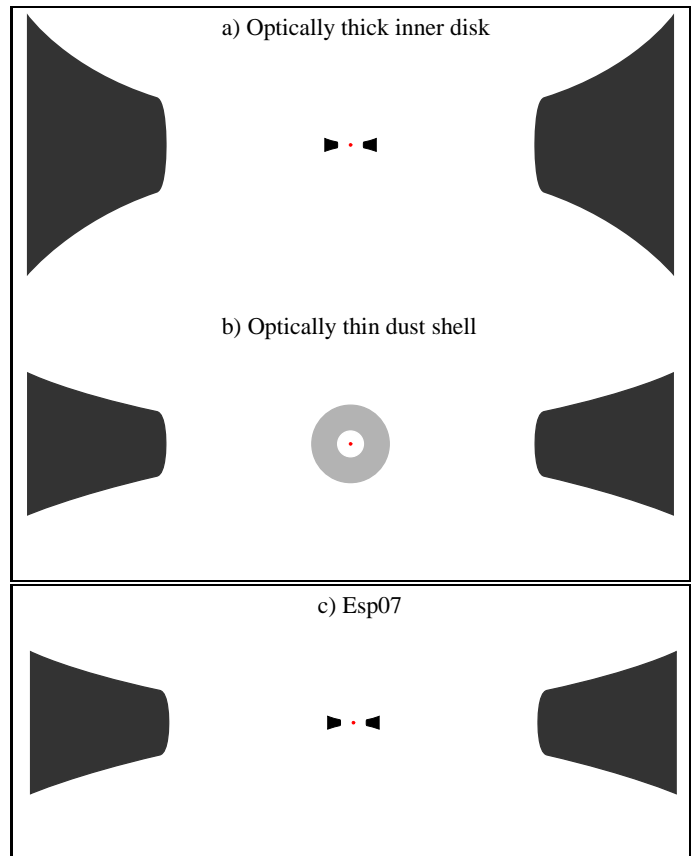 a) Optically thick inner disk
b) Optically thin dust shell
c) Esp07